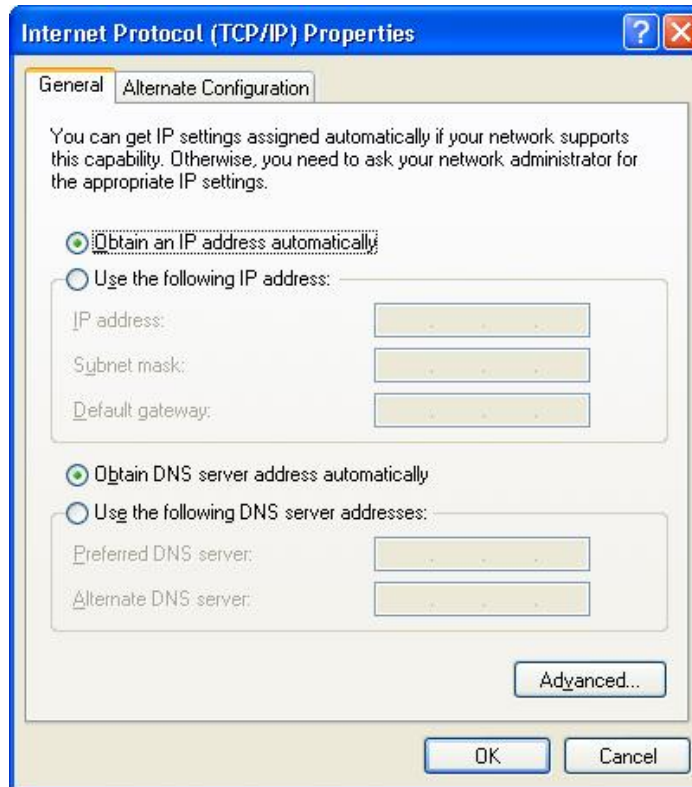 Internet Protocol (TCP/IP) Properties
General
Alternate Configuration
You can get IP settings assigned automatically if your network supports
this capability. Otherwise, you need to ask your network administrator for
the appropriate IP settings.
Obtain an IP address automatically
Use the following IP address:
IP address:
Subnet mask:
Default gateway:
Obtain DNS server address automatically
Use the following DNS server addresses:
Preferred DNS server:
Alternate DNS server:
Advanced...
OK
Cancel